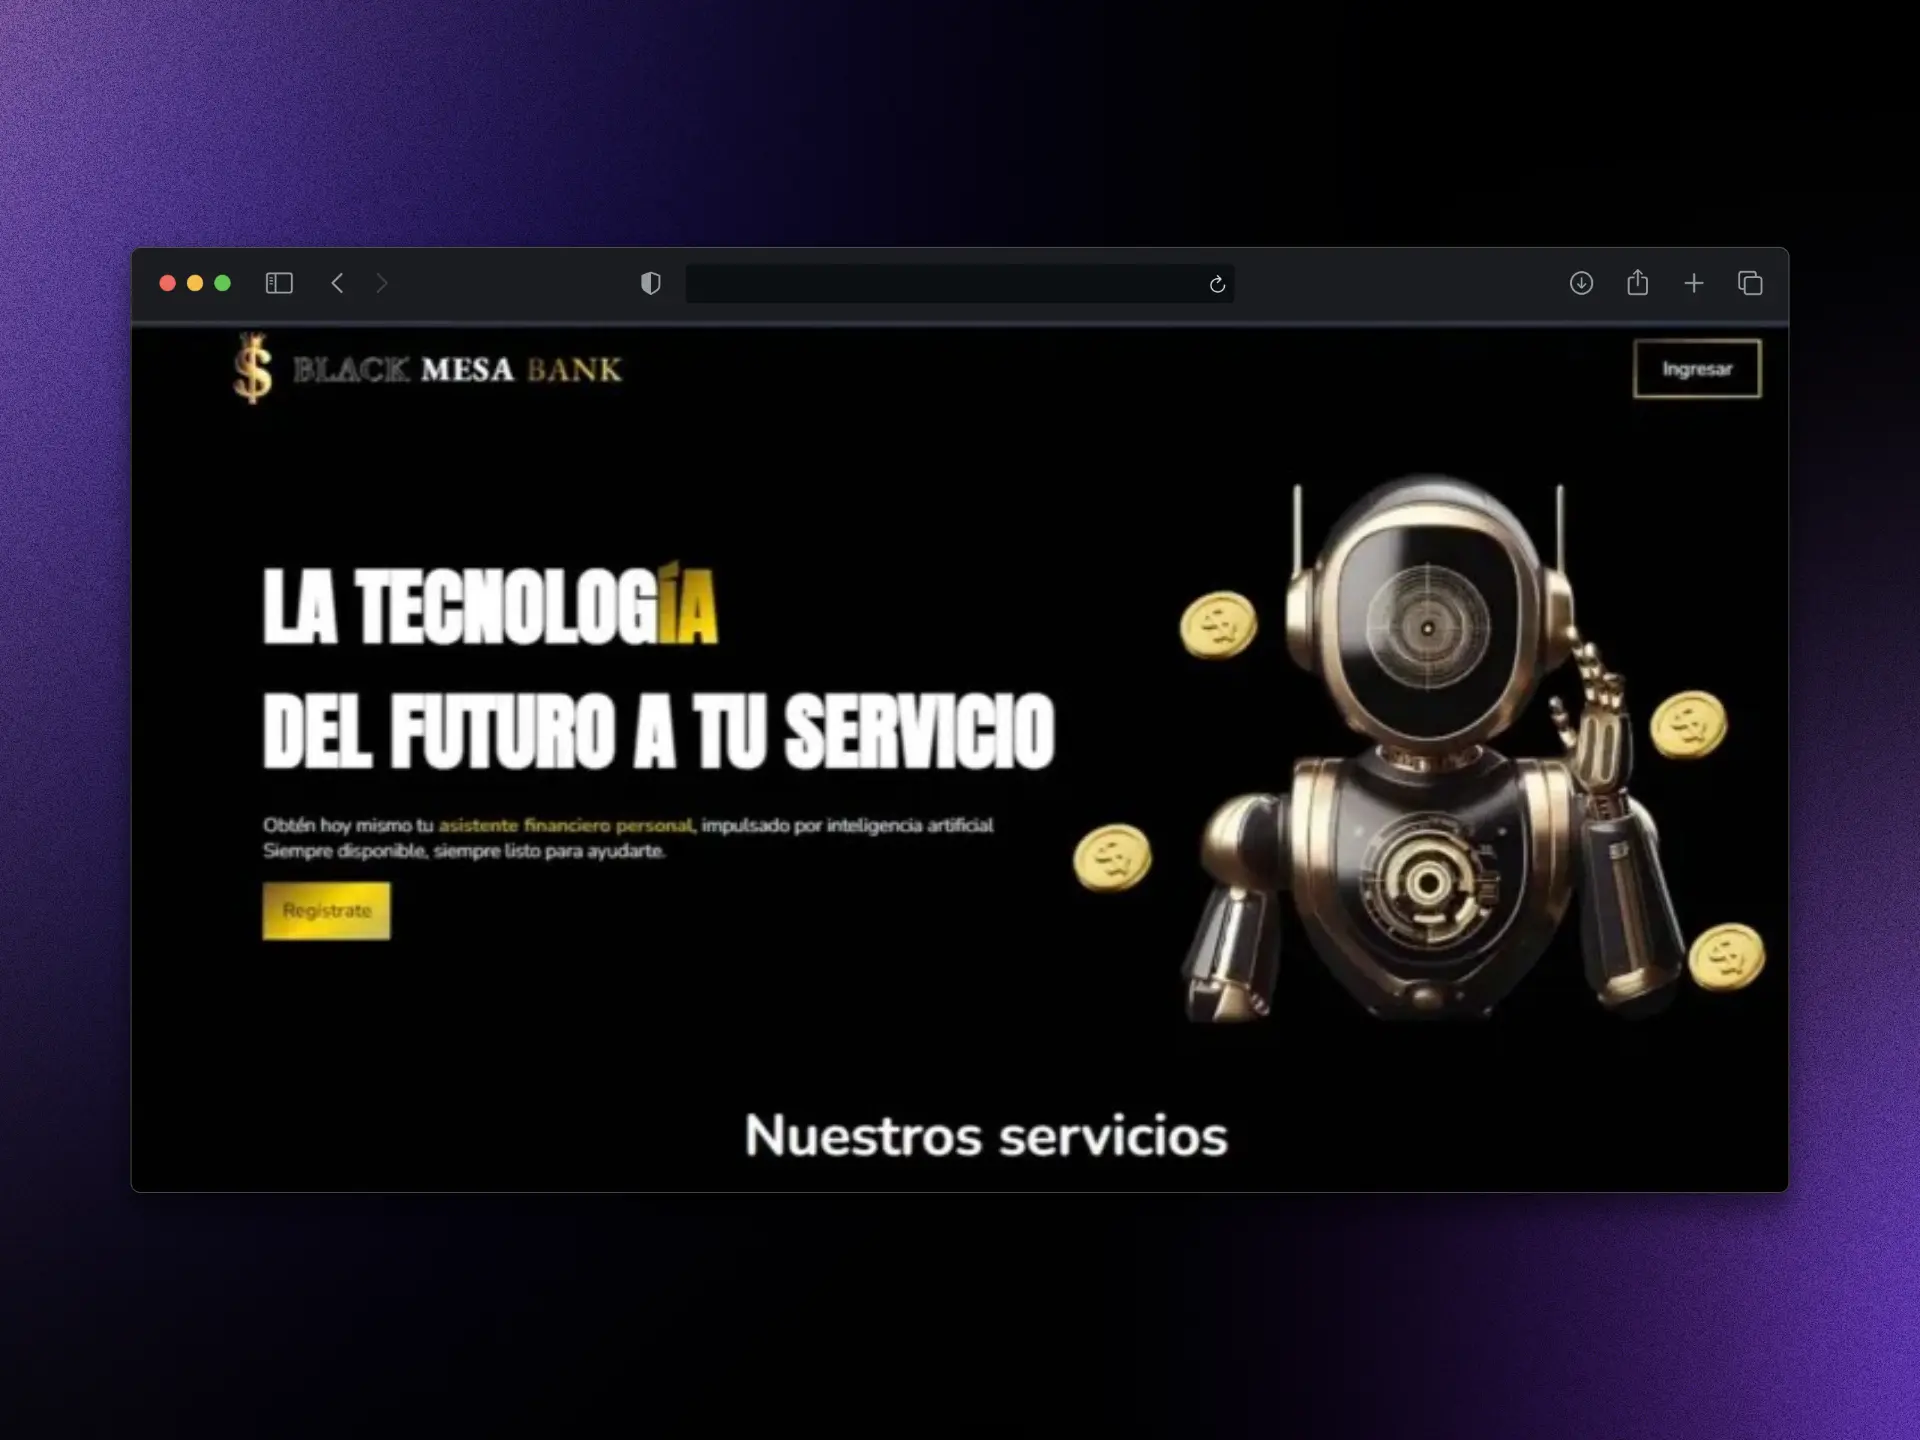 BLACK MESA BANK
Ingresar
LA TECNOLOGÍA
DEL FUTURO A TU SERVICIO
Obtén hoy mismo tu asistente financiero personal, impulsado por inteligencia artificial
Siempre disponible, siempre listo para ayudarte.
Registrate
Nuestros servicios